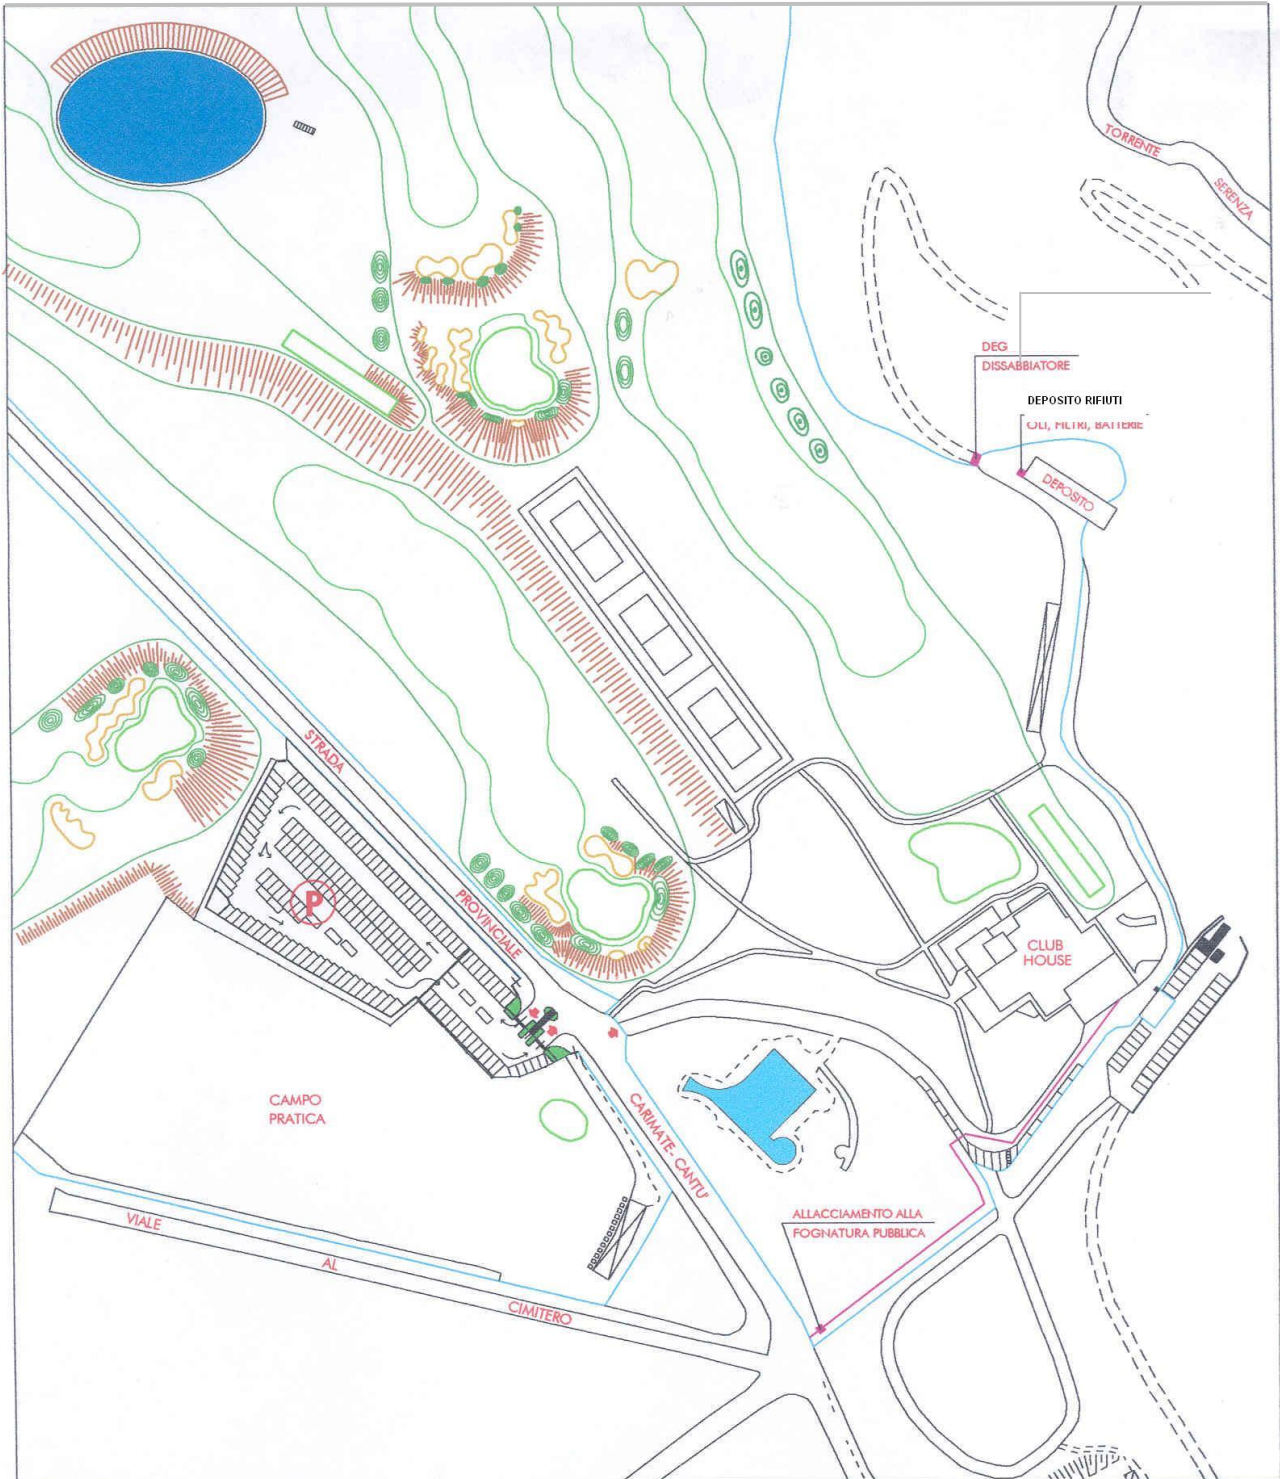 TORRENTE
SERENZA
DEG
DISSABBIATORE
DEPOSITO RIFIUTI
OLI, FILTRI, BATTERIE
DEPOSITO
STRADA
PROVINCIALE
P
CLUB
HOUSE
CAMPO
PRATICA
CARIMATE - CANTU'
ALLACCIAMENTO ALLA
FOGNATURA PUBBLICA
VIALE
AL
CIMITERO